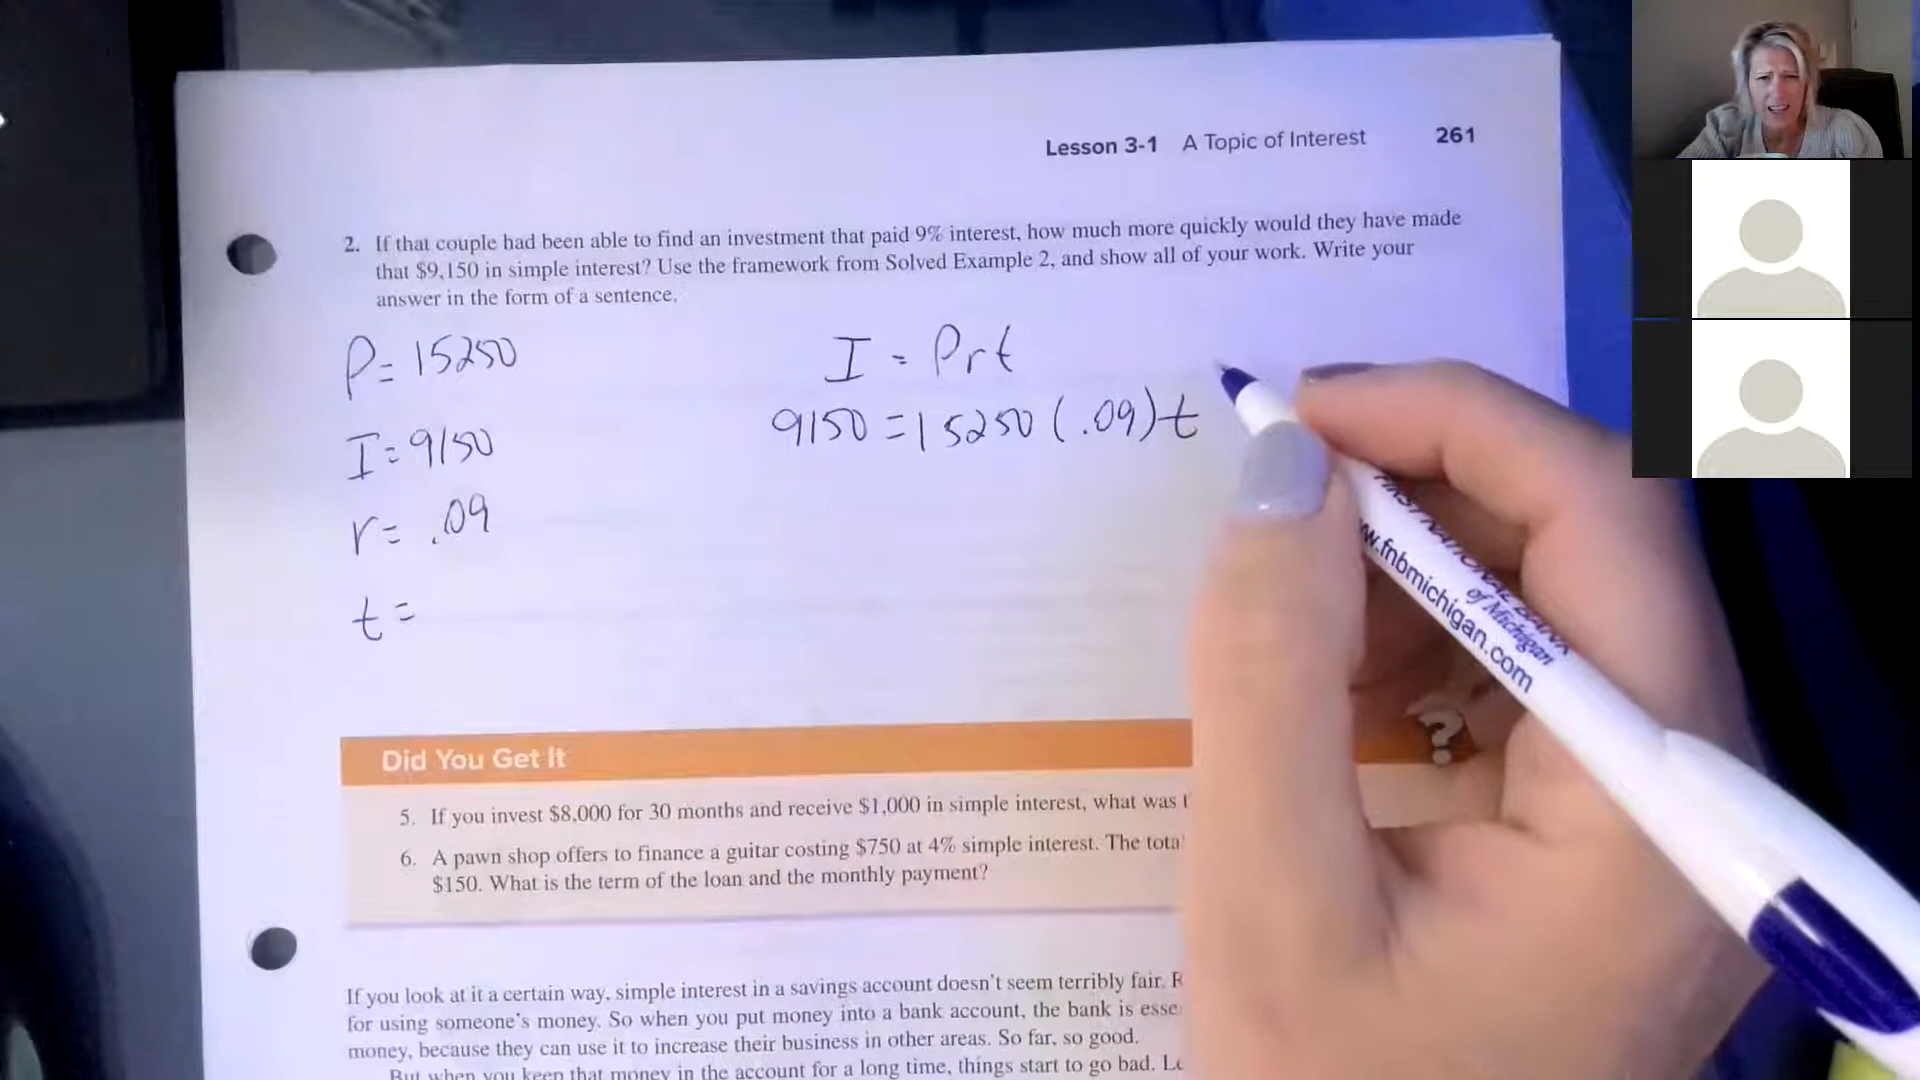 Lesson 3-1 A Topic of Interest 261
2. If that couple had been able to find an investment that paid 9% interest, how much more quickly would they have made
that $9,150 in simple interest? Use the framework from Solved Example 2, and show all of your work. Write your
answer in the form of a sentence.
P = 15250
I = 9150
r = .09
t =
I = Prt
9150 = 15250 (.09)t
FIRST NATIONAL BANK
of Michigan
w.fnbmichigan.com
Did You Get It
?
5. If you invest $8,000 for 30 months and receive $1,000 in simple interest, what was
6. A pawn shop offers to finance a guitar costing $750 at 4% simple interest. The
$150. What is the term of the loan and the monthly payment?
If you look at it a certain way, simple interest in a savings account doesn't seem terribly fair.
for using someone's money. So when you put money into a bank account, the bank is
money, because they can use it to increase their business in other areas. So far, so good.
But when you keep that money in the account for a long time, things start to go bad.